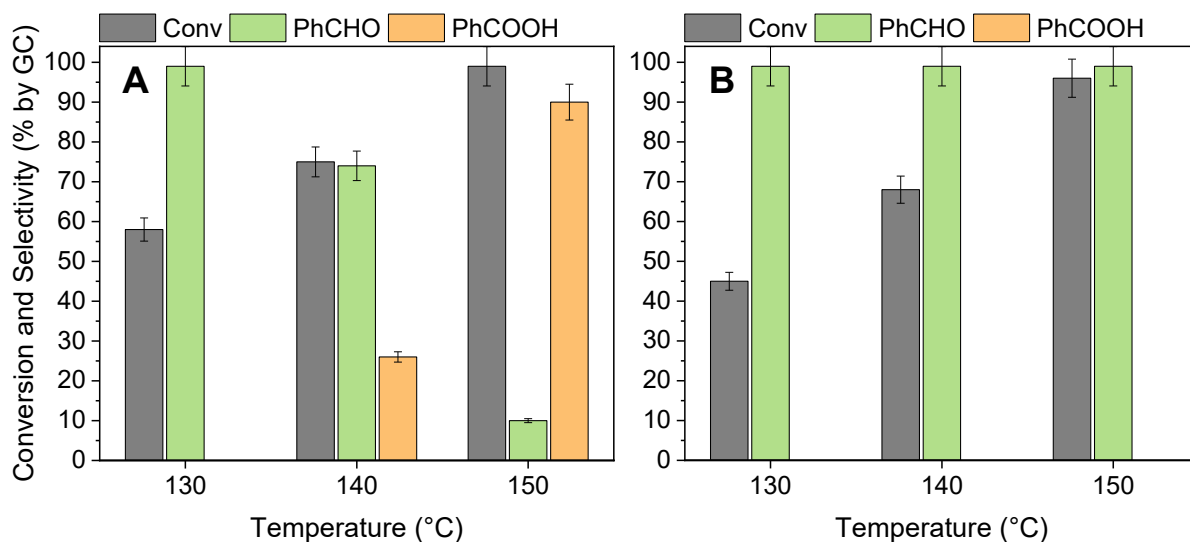 Conv PhCHO PhCOOH
A
Conversion and Selectivity (% by GC)
100
90
80
70
60
50
40
30
20
10
0
130 140 150
Temperature (°C)
Conv PhCHO PhCOOH
B
100
90
80
70
60
50
40
30
20
10
0
130 140 150
Temperature (°C)